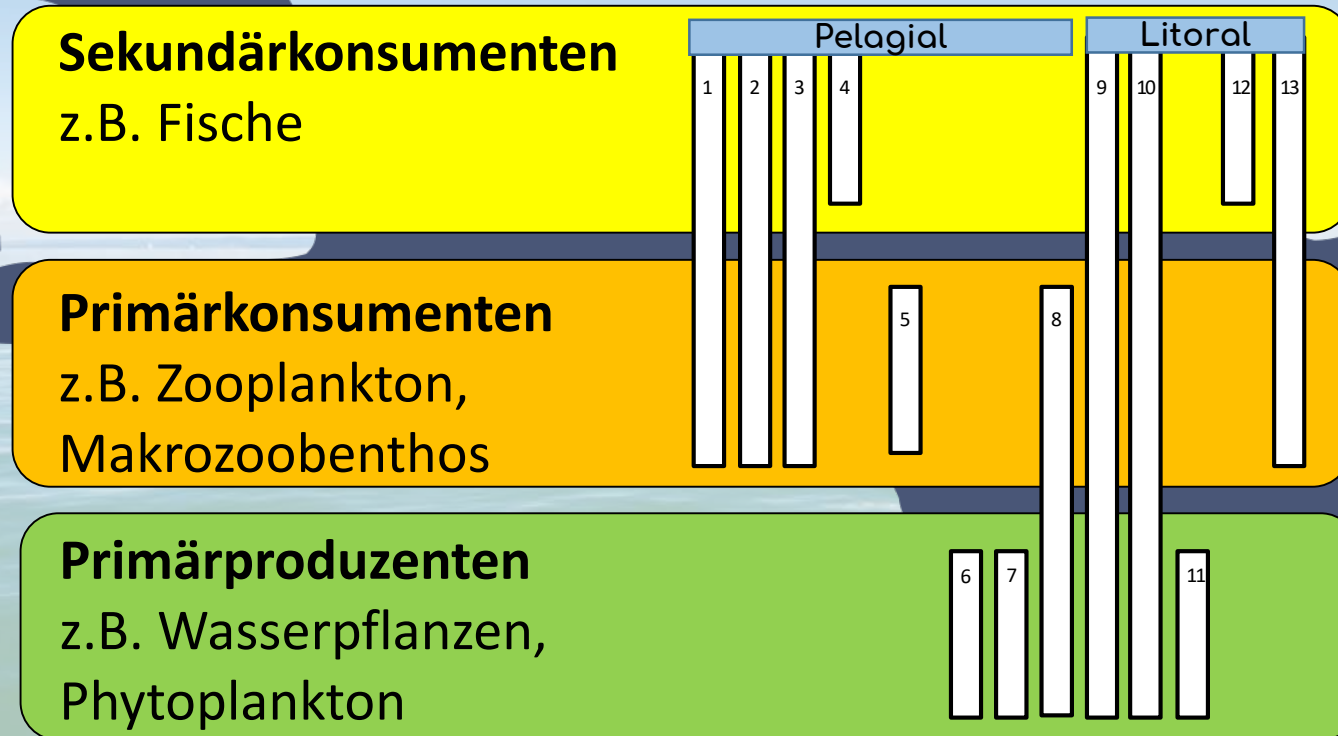 Sekundärkonsumenten
z.B. Fische
Pelagial
Litoral
1
2
3
4
9
10
12
13
Primärkonsumenten
z.B. Zooplankton,
Makrozoobenthos
5
8
Primärproduzenten
z.B. Wasserpflanzen,
Phytoplankton
6
7
11